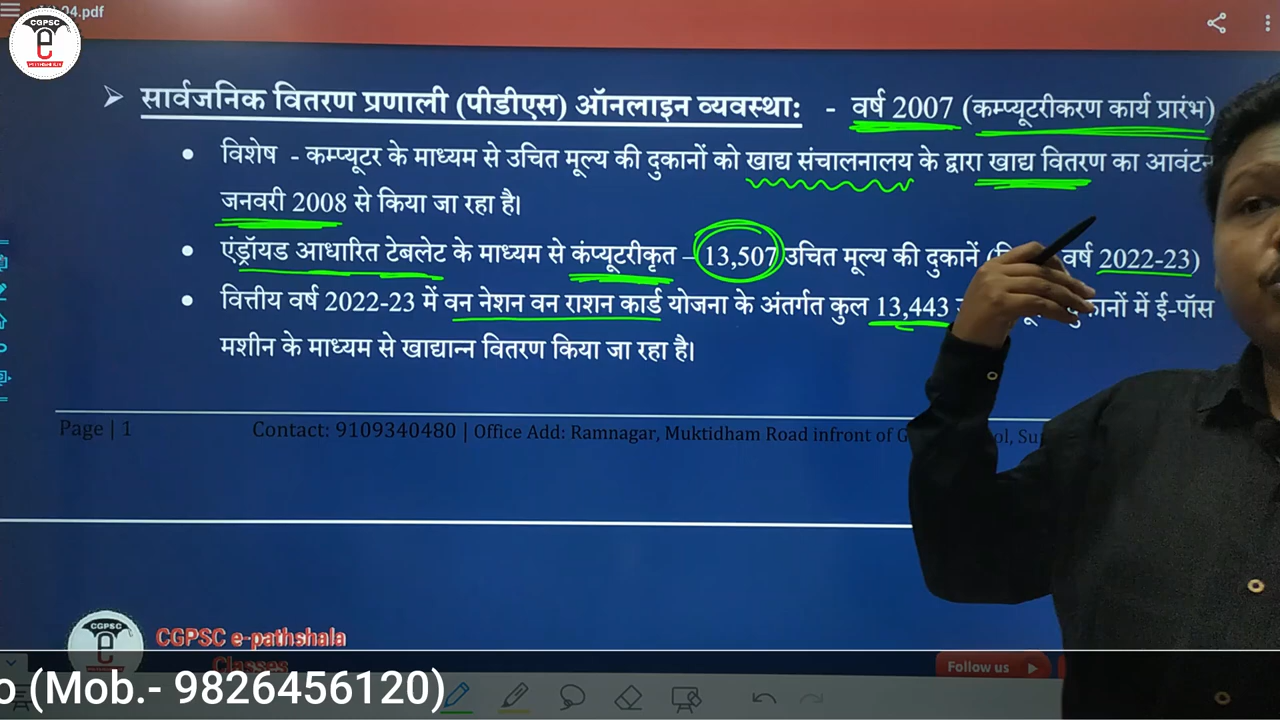 04.pdf
CGPSC
e
➢ सार्वजनिक वितरण प्रणाली (पीडीएस) ऑनलाइन व्यवस्था: - वर्ष 2007 (कम्प्यूटरीकरण कार्य प्रारंभ)
• विशेष - कम्प्यूटर के माध्यम से उचित मूल्य की दुकानों को खाद्य संचालनालय के द्वारा खाद्य वितरण का आवंटन
जनवरी 2008 से किया जा रहा है।
• एंड्रॉयड आधारित टेबलेट के माध्यम से कंप्यूटरीकृत – 13,507 उचित मूल्य की दुकानें वर्ष 2022-23)
• वित्तीय वर्ष 2022-23 में वन नेशन वन राशन कार्ड योजना के अंतर्गत कुल 13,443 में ई-पॉस
मशीन के माध्यम से खाद्यान्न वितरण किया जा रहा है।
Page | 1 Contact: 9109340480 | Office Add: Ramnagar, Muktidham Road infront of
CGPSC
e
CGPSC e-pathshala
Classes
Follow us
o (Mob.- 9826456120)